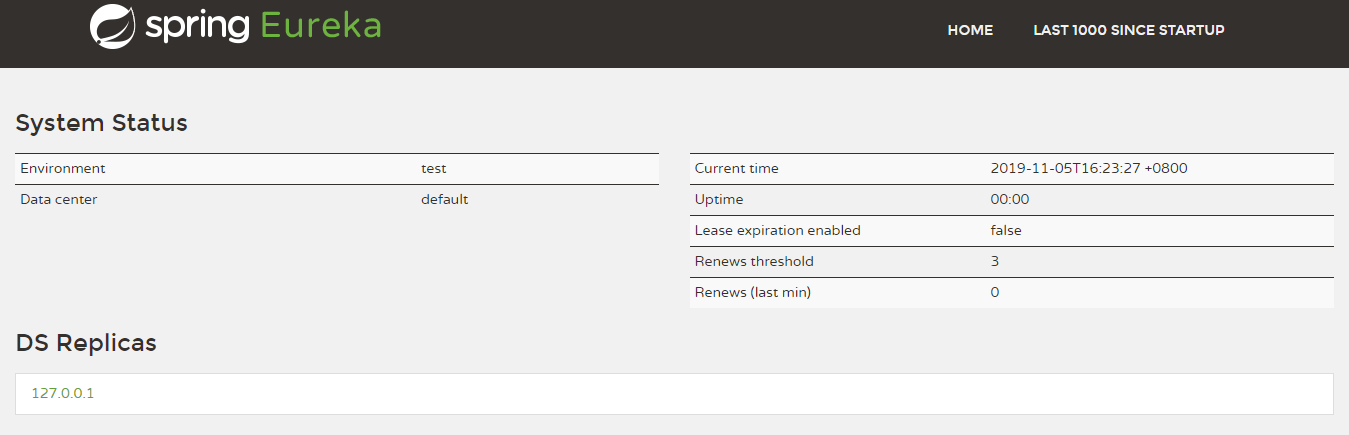 spring Eureka HOME LAST 1000 SINCE STARTUP
System Status
Environment test
Data center default
Current time 2019-11-05T16:23:27 +0800
Uptime 00:00
Lease expiration enabled false
Renews threshold 3
Renews (last min) 0
DS Replicas
127.0.0.1